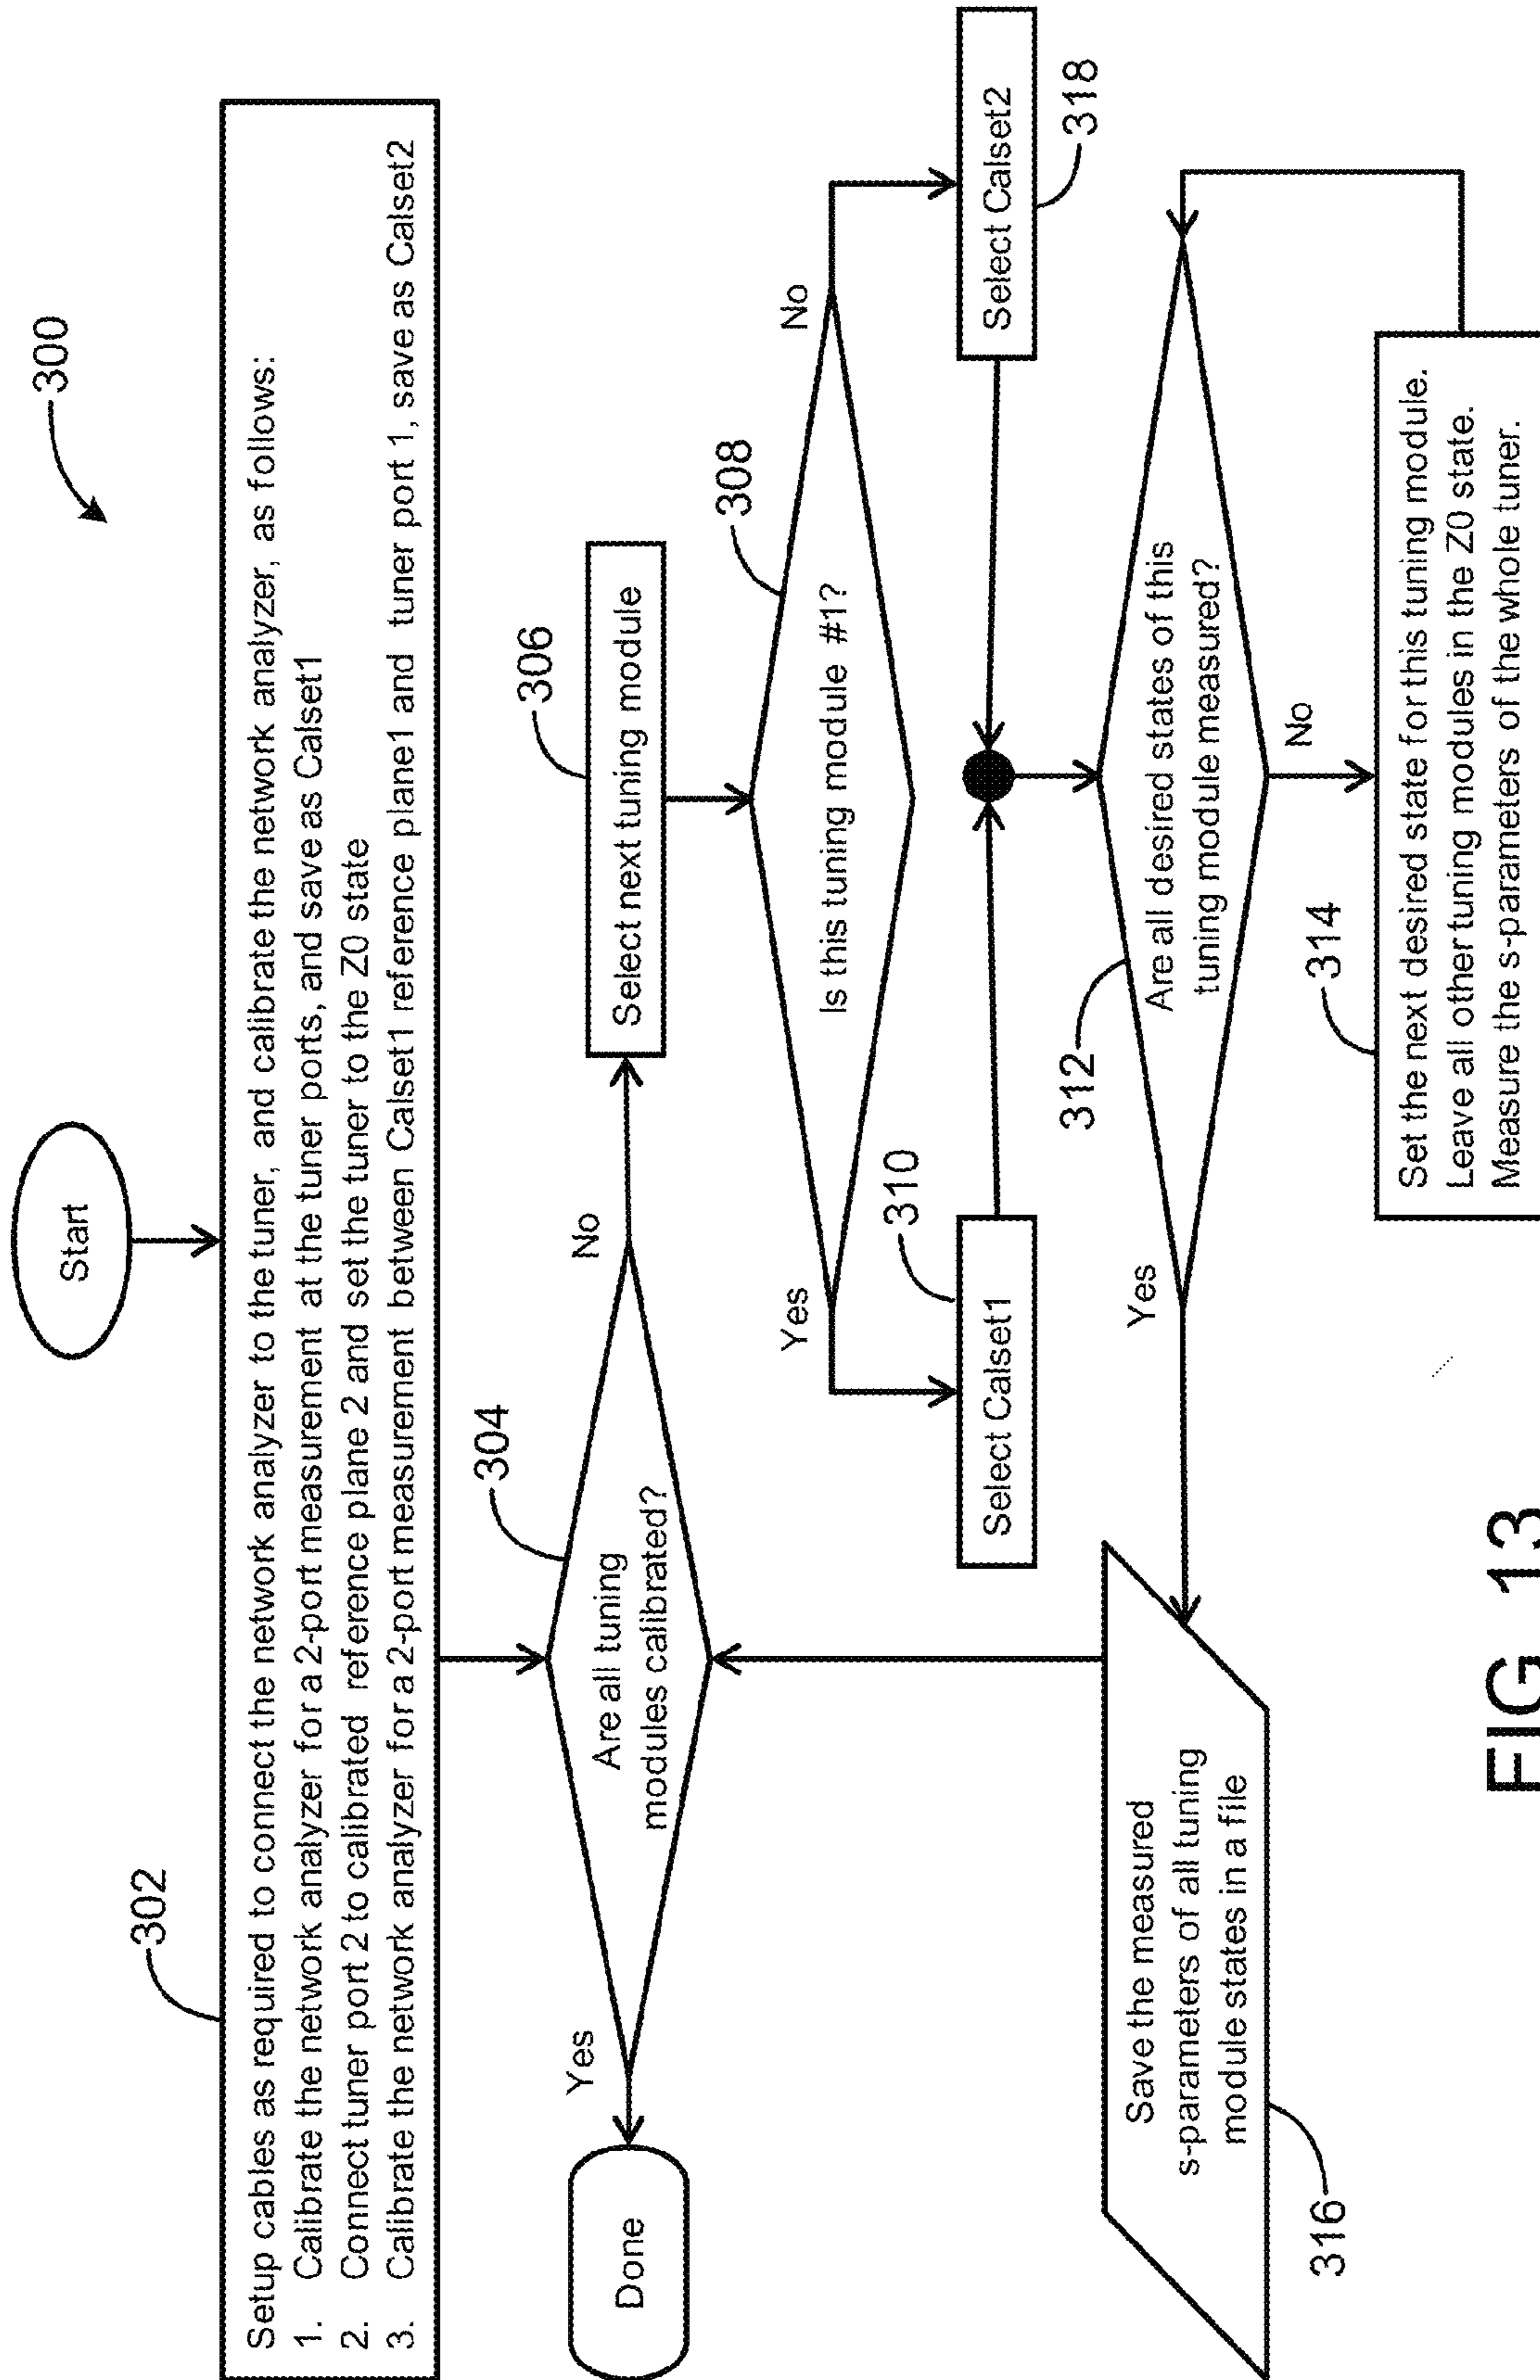 300
Start
302
Setup cables as required to connect the network analyzer to the tuner, and calibrate the network analyzer, as follows:
1. Calibrate the network analyzer for a 2-port measurement at the tuner ports, and save as Calset1
2. Connect tuner port 2 to calibrated reference plane 2 and set the tuner to the Z0 state
3. Calibrate the network analyzer for a 2-port measurement between Calset1 reference plane1 and tuner port 1, save as Calset2
304
Are all tuning
modules calibrated?
Yes
Done
No
306
Select next tuning module
308
Is this tuning module #1?
Yes
No
310
Select Calset1
Select Calset2
318
312
Are all desired states of this
tuning module measured?
Yes
No
314
Set the next desired state for this tuning module.
Leave all other tuning modules in the Z0 state.
Measure the s-parameters of the whole tuner.
Save the measured
s-parameters of all tuning
module states in a file
316
FIG 13